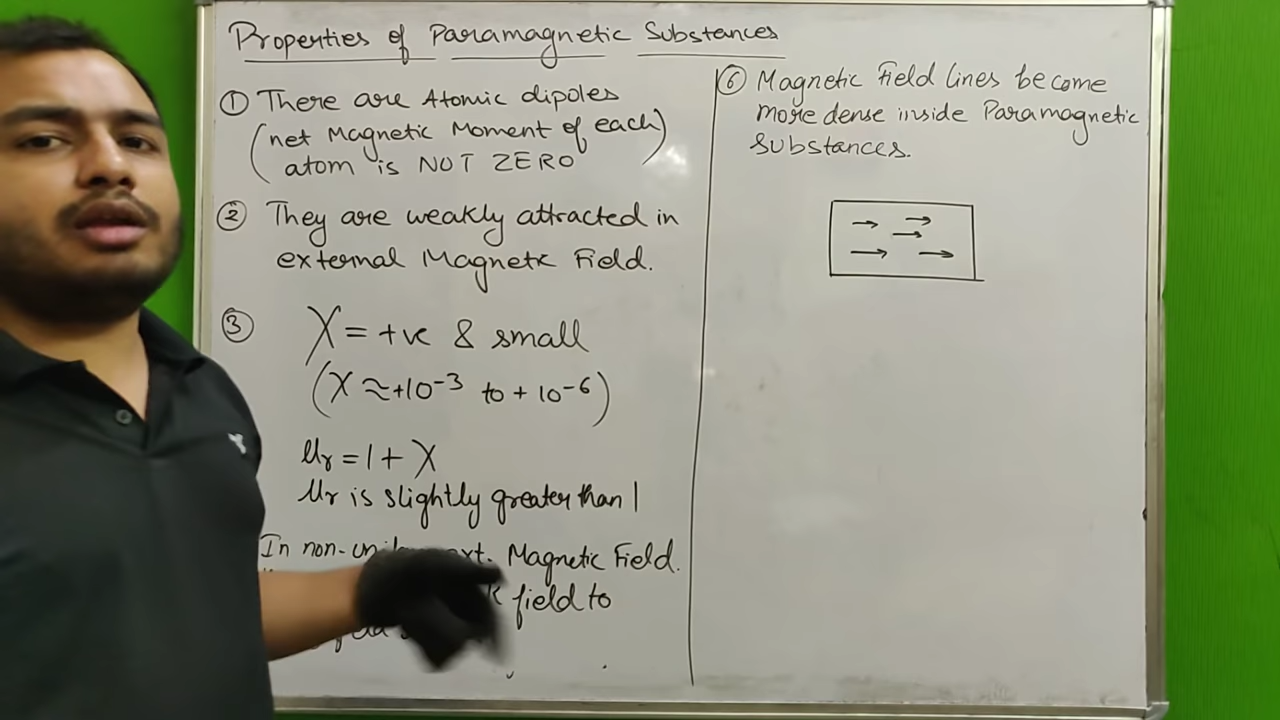 Properties of Paramagnetic Substances
① There are Atomic dipoles
(net Magnetic Moment of each
atom is NOT ZERO)
② They are weakly attracted in
external Magnetc Field.
③ χ = +ve & small
(χ ≈ +10⁻³ to + 10⁻⁶)
μr = 1 + χ
μr is slightly greater than 1
In non- ext. Magnetic Field.
field to
⑥ Magnetic Field lines become
more dense inside Paramagnetic
Substances.